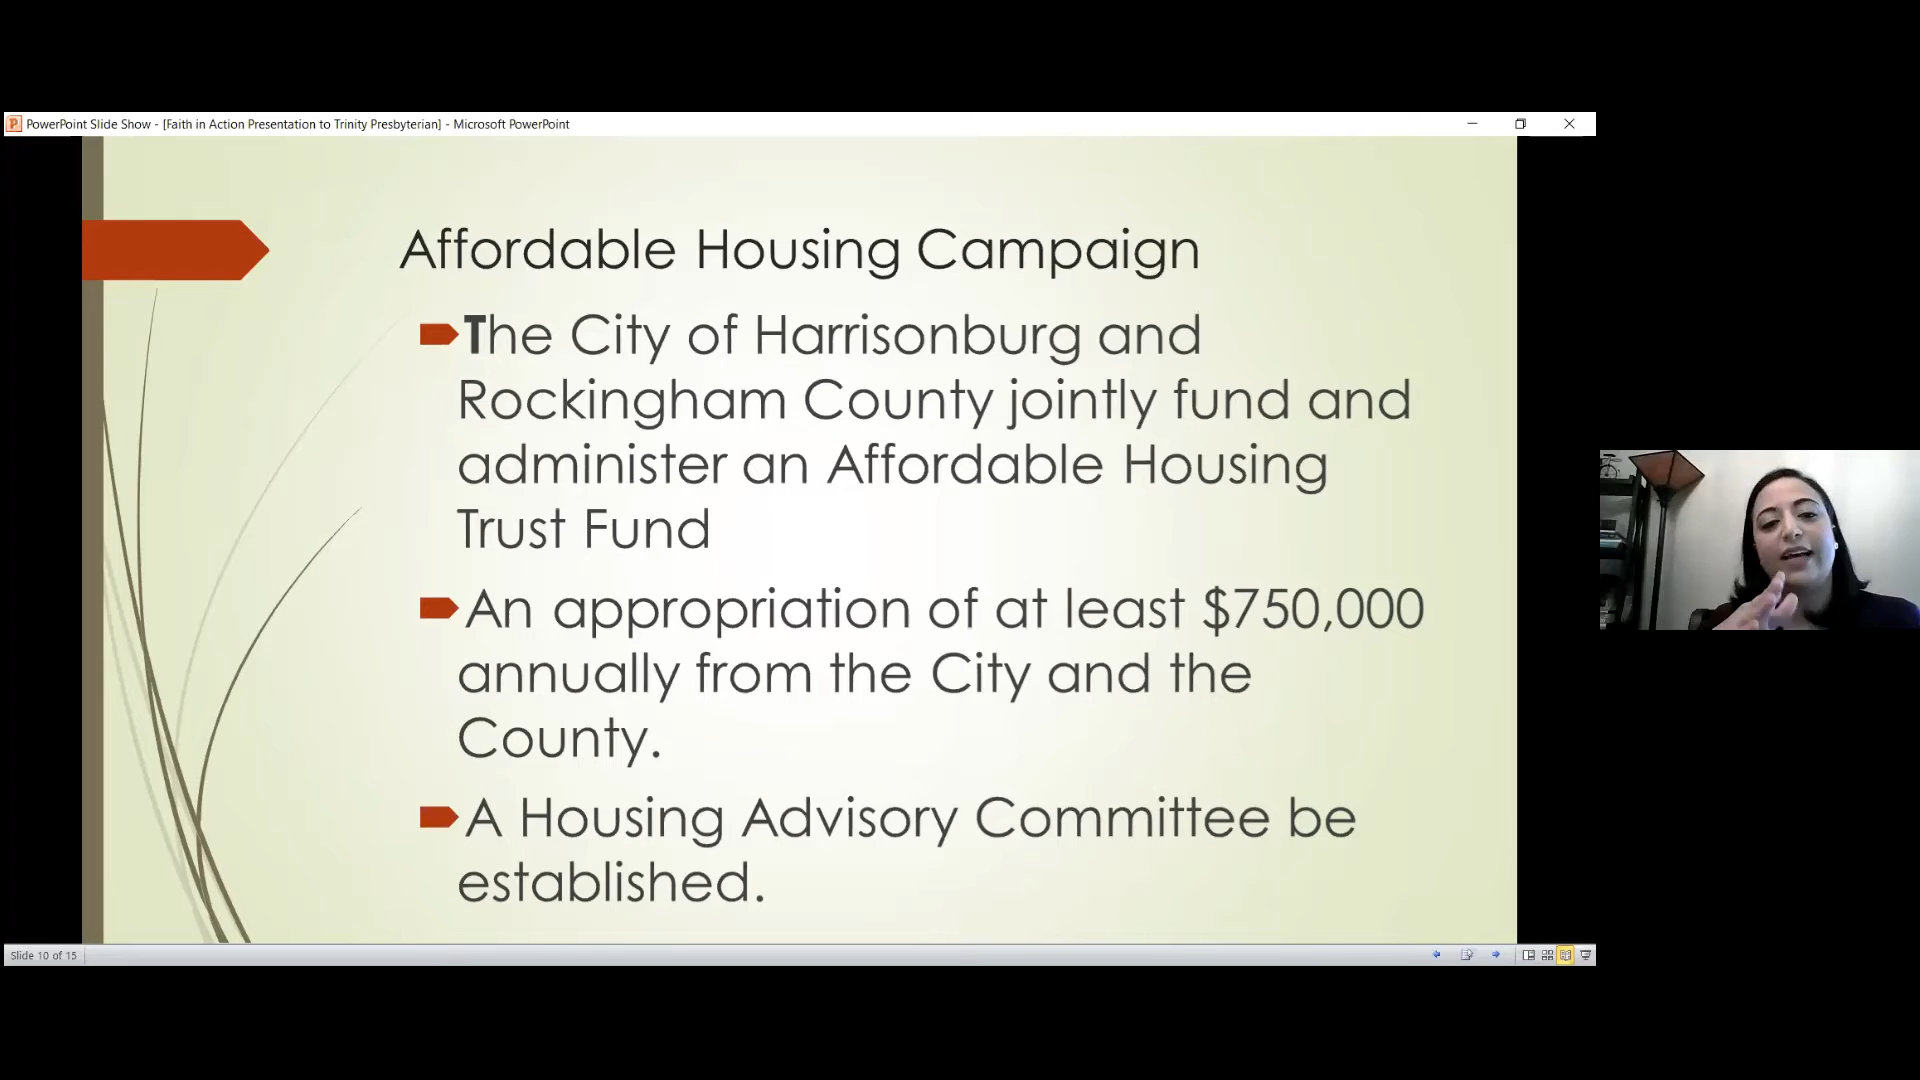 PowerPoint Slide Show - [Faith in Action Presentation to Trinity Presbyterian] - Microsoft PowerPoint
Affordable Housing Campaign
The City of Harrisonburg and
Rockingham County jointly fund and
administer an Affordable Housing
Trust Fund
An appropriation of at least $750,000
annually from the City and the
County.
A Housing Advisory Committee be
established.
Slide 10 of 15